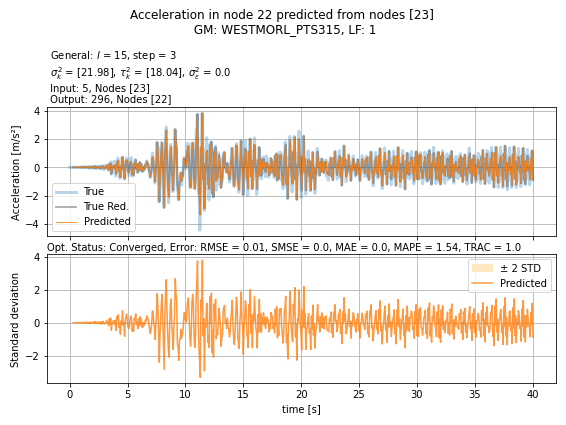 Acceleration in node 22 predicted from nodes [23]
GM: WESTMORL_PTS315, LF: 1
General: l = 15, step = 3
σ²ₖ = [21.98], τ²ₖ = [18.04], σ²ε = 0.0
Input: 5, Nodes [23]
Output: 296, Nodes [22]
Acceleration [m/s²]
4
2
0
−2
−4
True
True Red.
Predicted
Opt. Status: Converged, Error: RMSE = 0.01, SMSE = 0.0, MAE = 0.0, MAPE = 1.54, TRAC = 1.0
Standard deviation
4
2
0
−2
± 2 STD
Predicted
0 5 10 15 20 25 30 35 40
time [s]